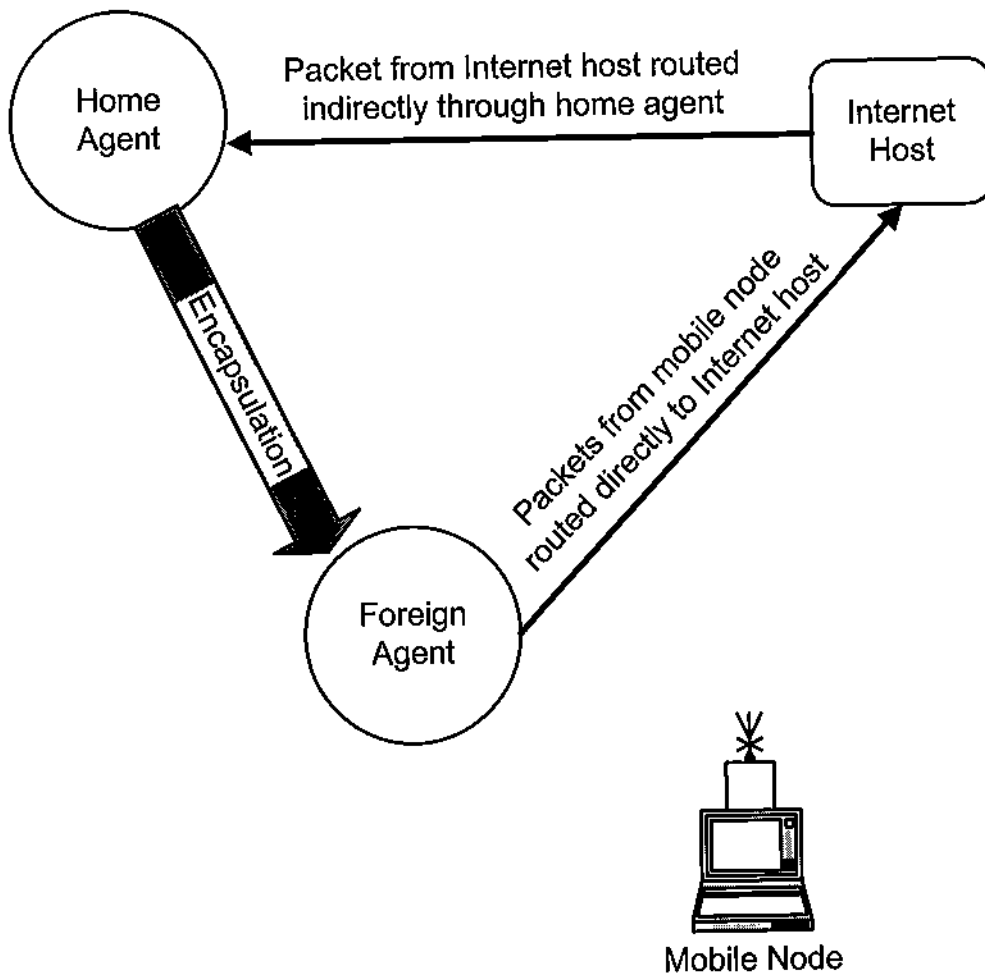 Packet from Internet host routed
indirectly through home agent
Home
Agent
Internet
Host
Encapsulation
Packets from mobile node
routed directly to Internet host
Foreign
Agent
Mobile Node